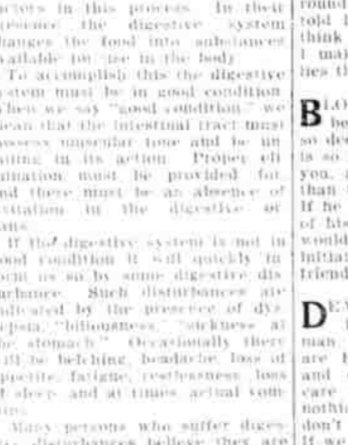 actors in this process. In their
presence the digestive system
changes the food into substances
available for use in the body.
To accomplish this the digestive
system must be in good condition.
When we say "good condition," we
mean that the intestinal tract must
possess muscular tone and be un
in its action. Proper eli
mination must be provided for,
and there must be an absence of
irritation in the digestive or
gans.
If the digestive system is not in
good condition it will quickly in
form us so by some digestive dis
turbance. Such disturbances are
indicated by the presence of dys
pepsia, "biliousness," "sickness at
the stomach." Occasionally there
will be belching, headache, loss of
appetite, fatigue, restlessness, loss
of sleep and at times actual vom
iting.
Many persons who suffer diges
disturbances believe they are
round
told
think
I ma
lies th
BLO
be
so de
is so
you, a
than
If he
of his
would
initiat
friend
DE
man
are
and
care
nothi
don't
If wo